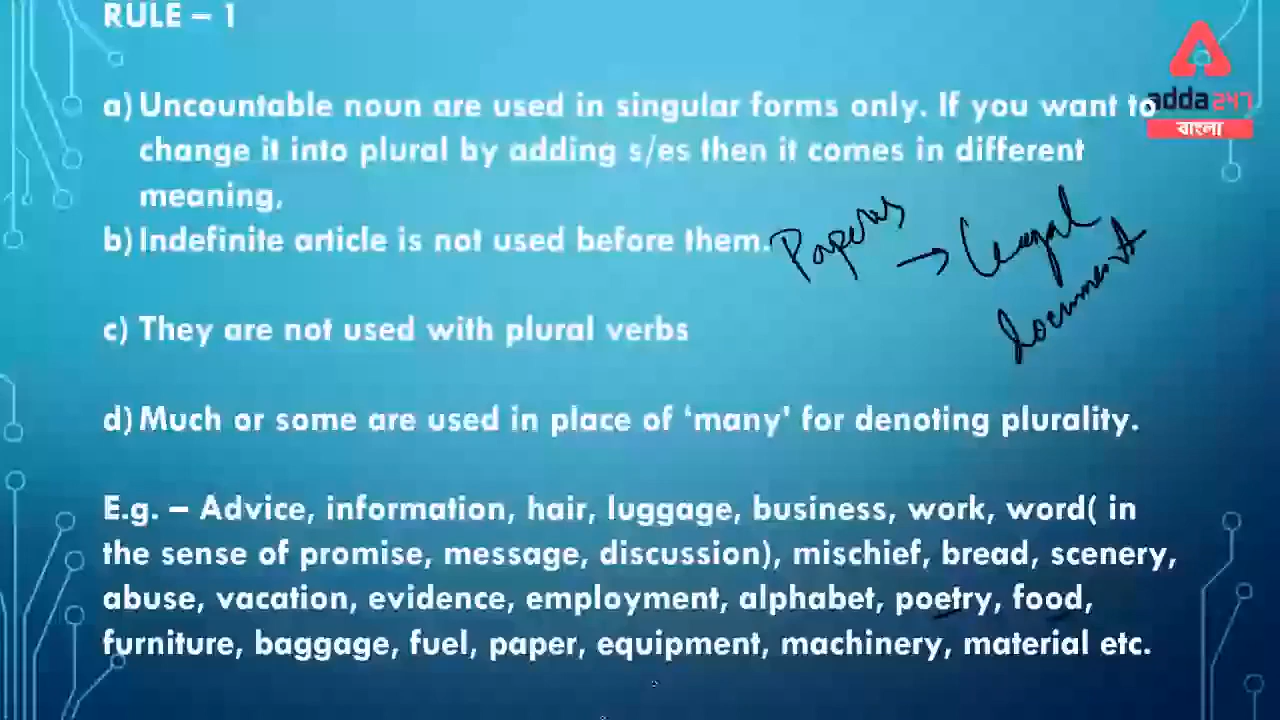 RULE – 1
adda247
বাংলা
a) Uncountable noun are used in singular forms only. If you want to
change it into plural by adding s/es then it comes in different
meaning,
b) Indefinite article is not used before them.
Papers → Legal
document
c) They are not used with plural verbs
d) Much or some are used in place of ‘many’ for denoting plurality.
E.g. – Advice, information, hair, luggage, business, work, word( in
the sense of promise, message, discussion), mischief, bread, scenery,
abuse, vacation, evidence, employment, alphabet, poetry, food,
furniture, baggage, fuel, paper, equipment, machinery, material etc.